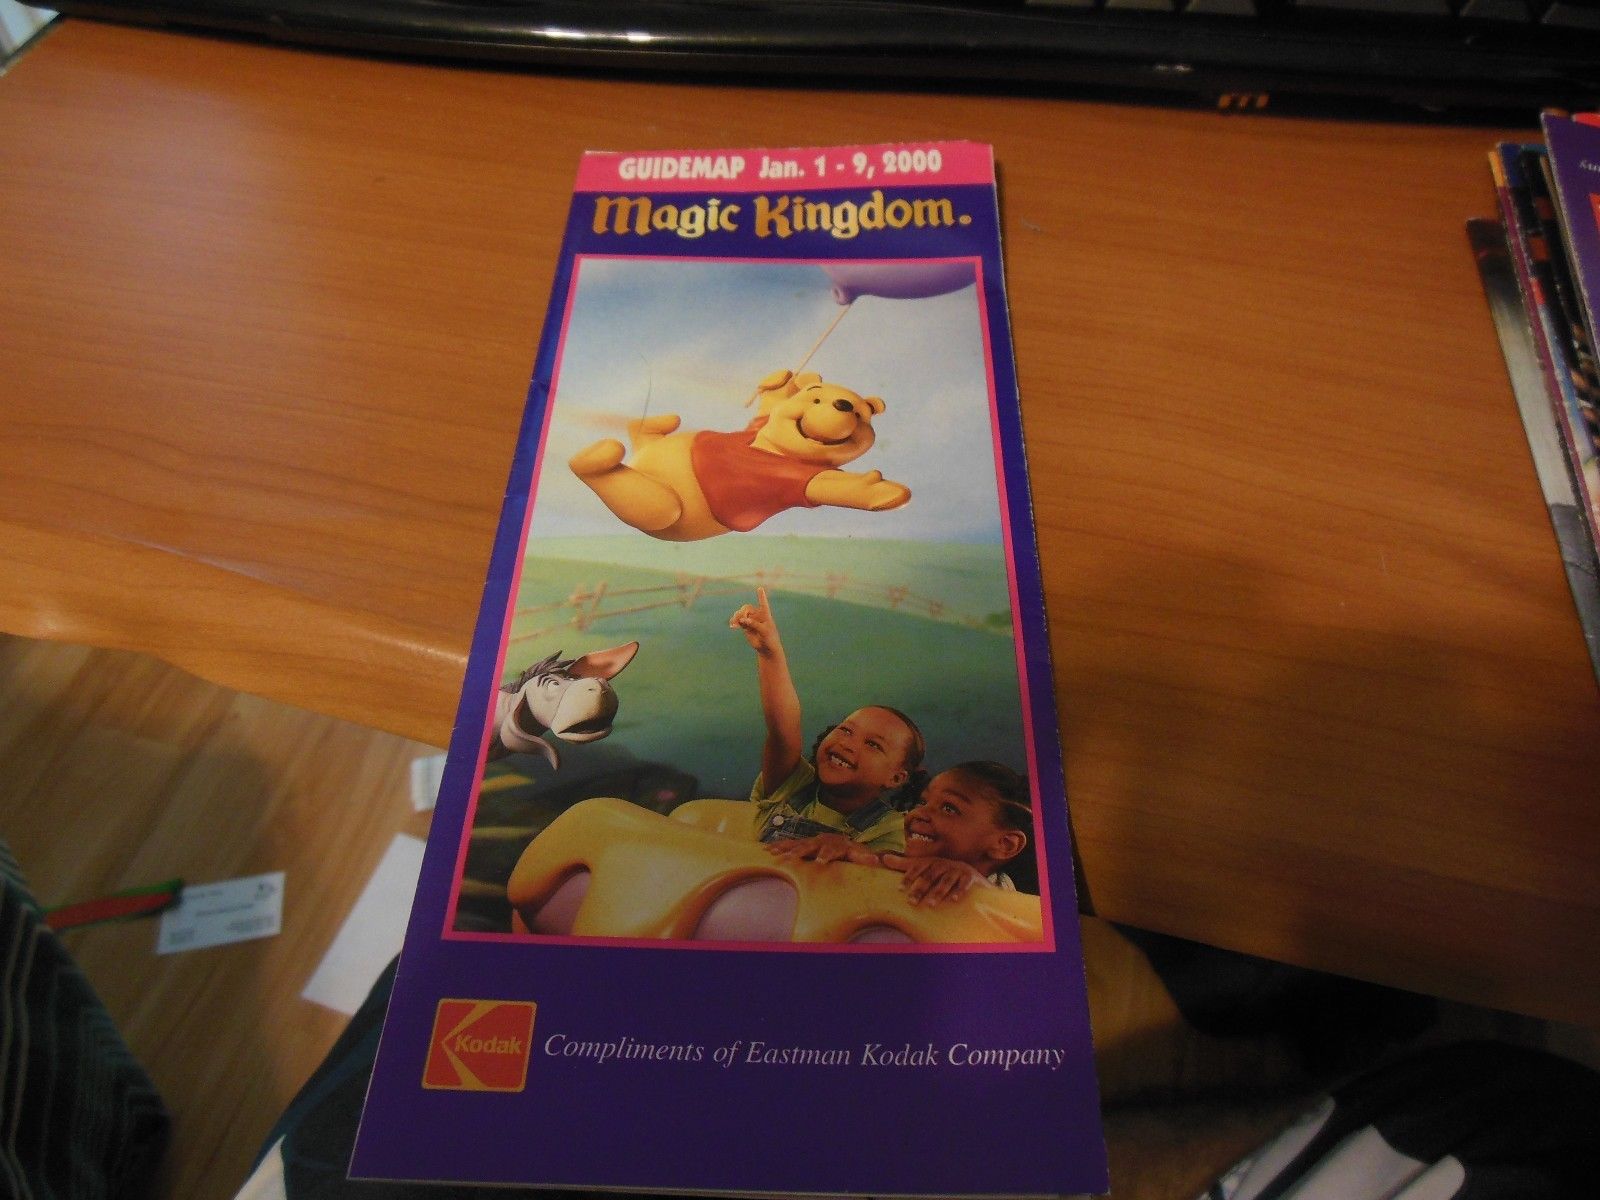 GUIDEMAP Jan. 1 - 9, 2000
Magic Kingdom.
Kodak
Compliments of Eastman Kodak Company